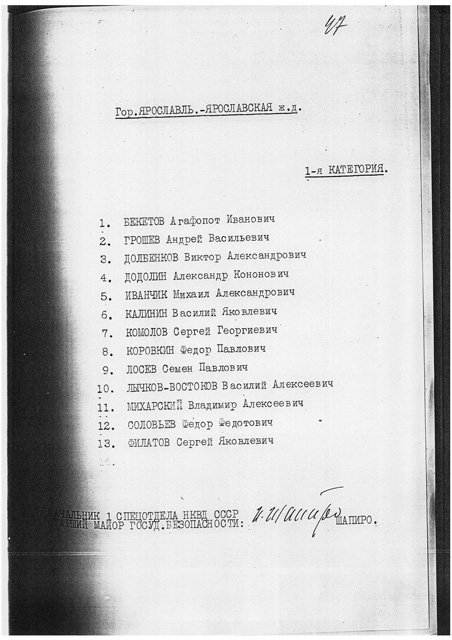 47
Гор.ЯРОСЛАВЛЬ.-ЯРОСЛАВСКАЯ ж.д.
1-я КАТЕГОРИЯ.
1. БЕКЕТОВ Агафопот Иванович
2. ГРОШЕВ Андрей Васильевич
3. ДОЛБЕНКОВ Виктор Александрович
4. ДОДОЛИН Александр Кононович
5. ИВАНЧИК Михаил Александрович
6. КАЛИНИН Василий Яковлевич
7. КОМОЛОВ Сергей Георгиевич
8. КОРОВКИН Федор Павлович
9. ЛОСЕВ Семен Павлович
10. ЛЫЧКОВ-ВОСТОКОВ Василий Алексеевич
11. МИХАРСКИЙ Владимир Алексеевич
12. СОЛОВЬЕВ Федор Федотович
13. ФИЛАТОВ Сергей Яковлевич
14.
НАЧАЛЬНИК 1 СПЕЦОТДЕЛА НКВД СССР
СТАРШИЙ МАЙОР ГОСУД.БЕЗОПАСНОСТИ: И.Шапиро ШАПИРО.